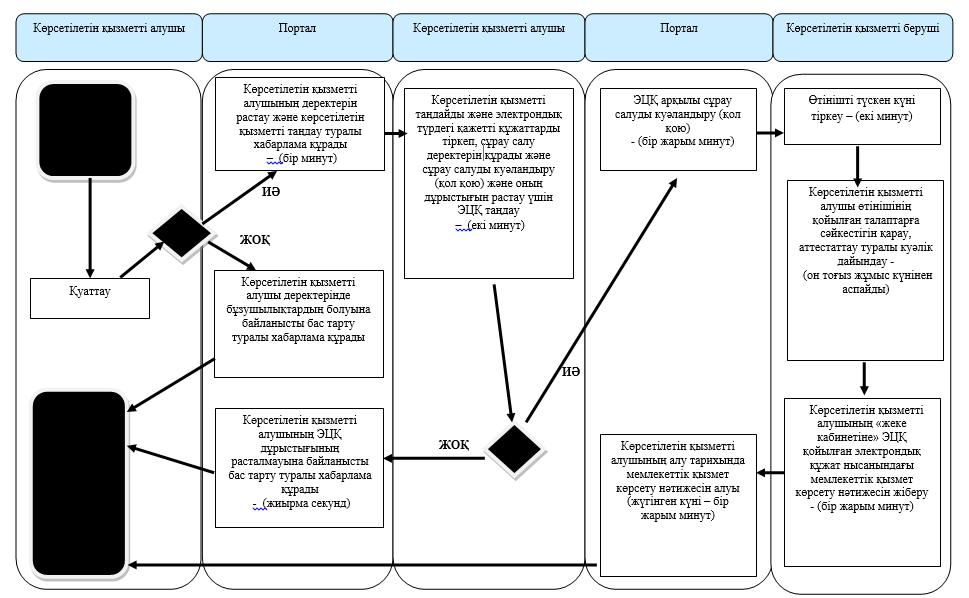 Көрсетілетін қызметті алушы
Портал
Көрсетілетін қызметті алушы
Портал
Көрсетілетін қызметті беруші
Қуаттау
Көрсетілетін қызметті
алушының деректерін
растау және көрсетілетін
қызметті таңдау туралы
хабарлама құрады
– (бір минут)
ИӘ
ЖОҚ
Көрсетілетін қызметті
алушы деректерінде
бұзушылықтардың болуына
байланысты бас тарту
туралы хабарлама құрады
Көрсетілетін қызметті
алушының ЭЦҚ
дұрыстығының
расталмауына байланысты
бас тарту туралы хабарлама
құрады
- (жиырма секунд)
Көрсетілетін қызметті
таңдайды және электрондық
түрдегі қажетті құжаттарды
тіркеп, сұрау салу
деректерін құрады және
сұрау салуды куәландыру
(қол қою) және оның
дұрыстығын растау үшін
ЭЦҚ таңдау
– (екі минут)
ЖОҚ
ИӘ
ЭЦҚ арқылы сұрау
салуды куәландыру (қол
қою)
- (бір жарым минут)
Көрсетілетін қызметті
алушының алу тарихында
мемлекеттік қызмет
көрсету нәтижесін алуы
(жүгінген күні – бір
жарым минут)
Өтінішті түскен күні
тіркеу – (екі минут)
Көрсетілетін қызметті
алушы өтінішінің
қойылған талаптарға
сәйкестігін қарау,
аттестаттау туралы куәлік
дайындау -
(он тоғыз жұмыс күнінен
аспайды)
Көрсетілетін қызметті
алушының «жеке
кабинетіне» ЭЦҚ
қойылған электрондық
құжат нысанындағы
мемлекеттік қызмет
көрсету нәтижесін жіберу
- (бір жарым минут)